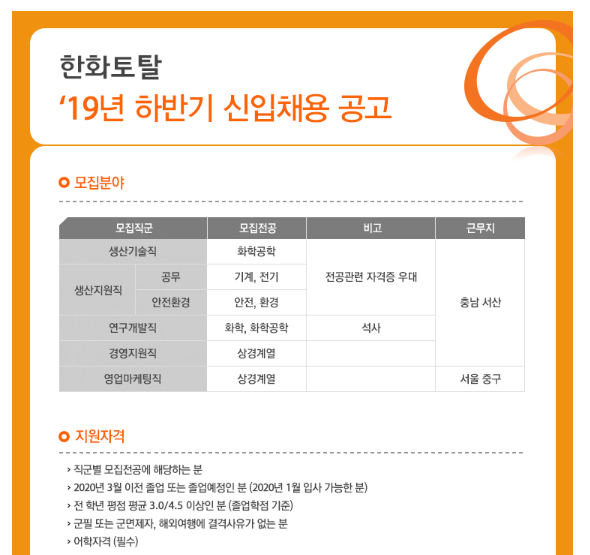 한화토탈
‘19년 하반기 신입채용 공고
모집분야
모집직군 모집전공 비고 근무지
생산기술직 화학공학
생산지원직 공무 기계, 전기 전공관련 자격증 우대
안전환경 안전, 환경 충남 서산
연구개발직 화학, 화학공학 석사
경영지원직 상경계열
영업마케팅직 상경계열 서울 중구
지원자격
› 직군별 모집전공에 해당하는 분
› 2020년 3월 이전 졸업 또는 졸업예정인 분 (2020년 1월 입사 가능한 분)
› 전 학년 평점 평균 3.0/4.5 이상인 분 (졸업학점 기준)
› 군필 또는 군면제자, 해외여행에 결격사유가 없는 분
› 어학자격 (필수)